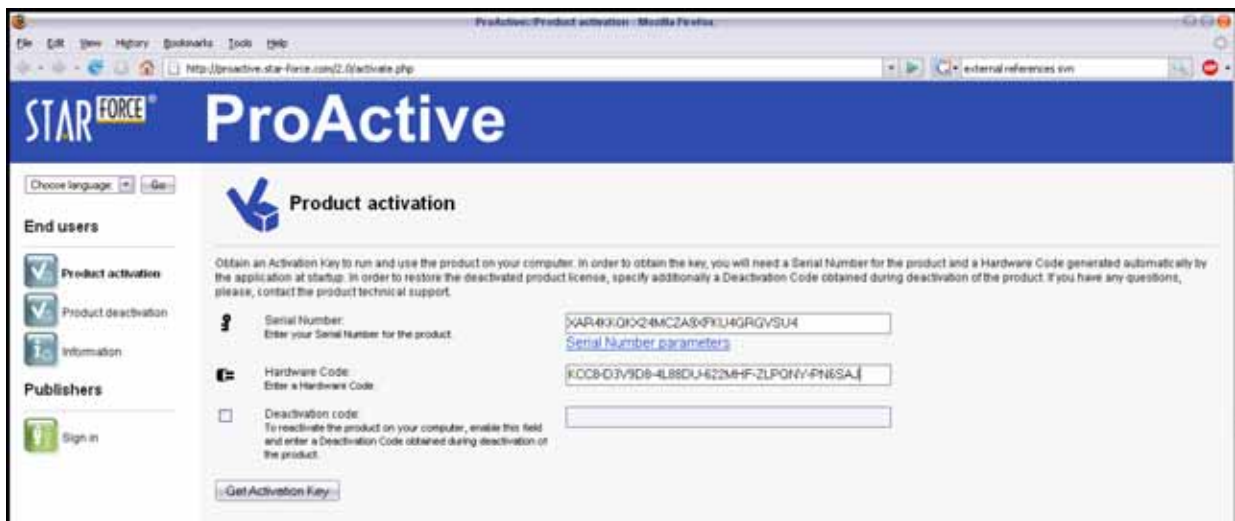 ProActive: Product activation - Mozilla Firefox
File Edit View History Bookmarks Tools Help
http://proactive.star-force.com/2.0/activate.php
external references svn
STAR FORCE®
ProActive
Choose language: Go
Product activation
End users
Obtain an Activation Key to run and use the product on your computer. In order to obtain the key, you will need a Serial Number for the product and a Hardware Code generated automatically by
the application at startup. In order to restore the deactivated product license, specify additionally a Deactivation Code obtained during deactivation of the product. If you have any questions,
please, contact the product technical support.
Product activation
Product deactivation
Information
Publishers
Sign in
Serial Number:
Enter your Serial Number for the product
Serial Number parameters
Hardware Code:
Enter a Hardware Code
Deactivation code:
To reactivate the product on your computer, enable this field
and enter a Deactivation Code obtained during deactivation of
the product.
Get Activation Key